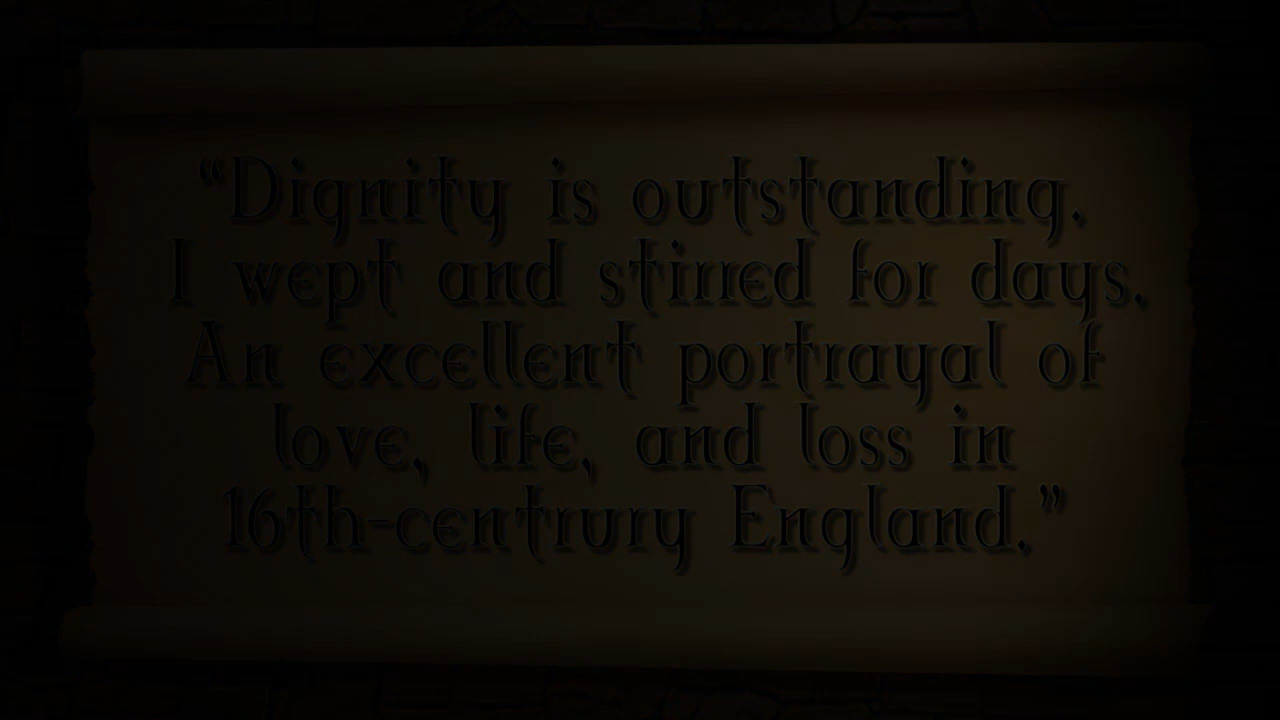 “Dignity is outstanding.
I wept and stirred for days.
An excellent portrayal of
love, life, and loss in
16th-centrury England.”